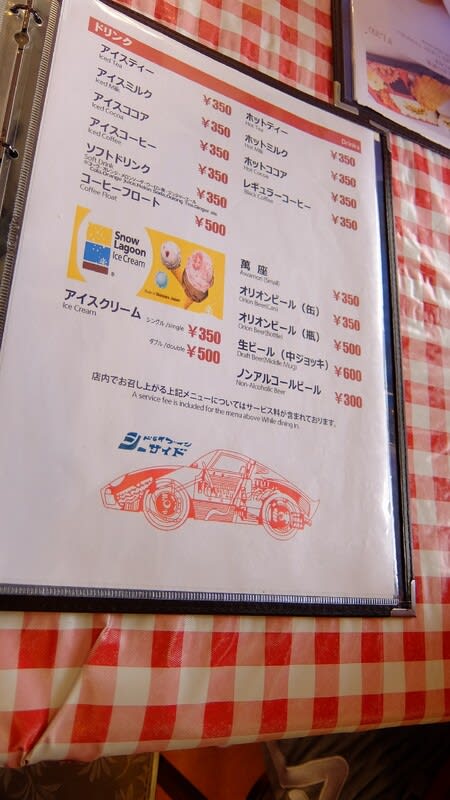 ドリンク
Drinks
アイスティー
Iced Tea
¥350
アイスミルク
Iced Milk
¥350
アイスココア
Iced Cocoa
¥350
アイスコーヒー
Iced Coffee
¥350
ソフトドリンク
Soft Drink
¥350
コーヒーフロート
Coffee Float
¥500
ホットティー
Hot Tea
¥350
ホットミルク
Hot Milk
¥350
ホットココア
Hot Cocoa
¥350
レギュラーコーヒー
Black Coffee
¥350
Snow
Lagoon
Ice Cream
アイスクリーム
Ice Cream
シングル/single ¥350
ダブル/double ¥500
萬座
Awamori (Small)
¥350
オリオンビール（缶）
Orion Beer(Can)
¥350
オリオンビール（瓶）
Orion Beer(Bottle)
¥500
生ビール（中ジョッキ）
Draft Beer(Middle Mug)
¥600
ノンアルコールビール
Non-Alcoholic Beer
¥300
店内でお召し上がる上記メニューについてはサービス料が含まれております。
A service fee is included for the menu above While dining in.
ドライブイン
シーサイド